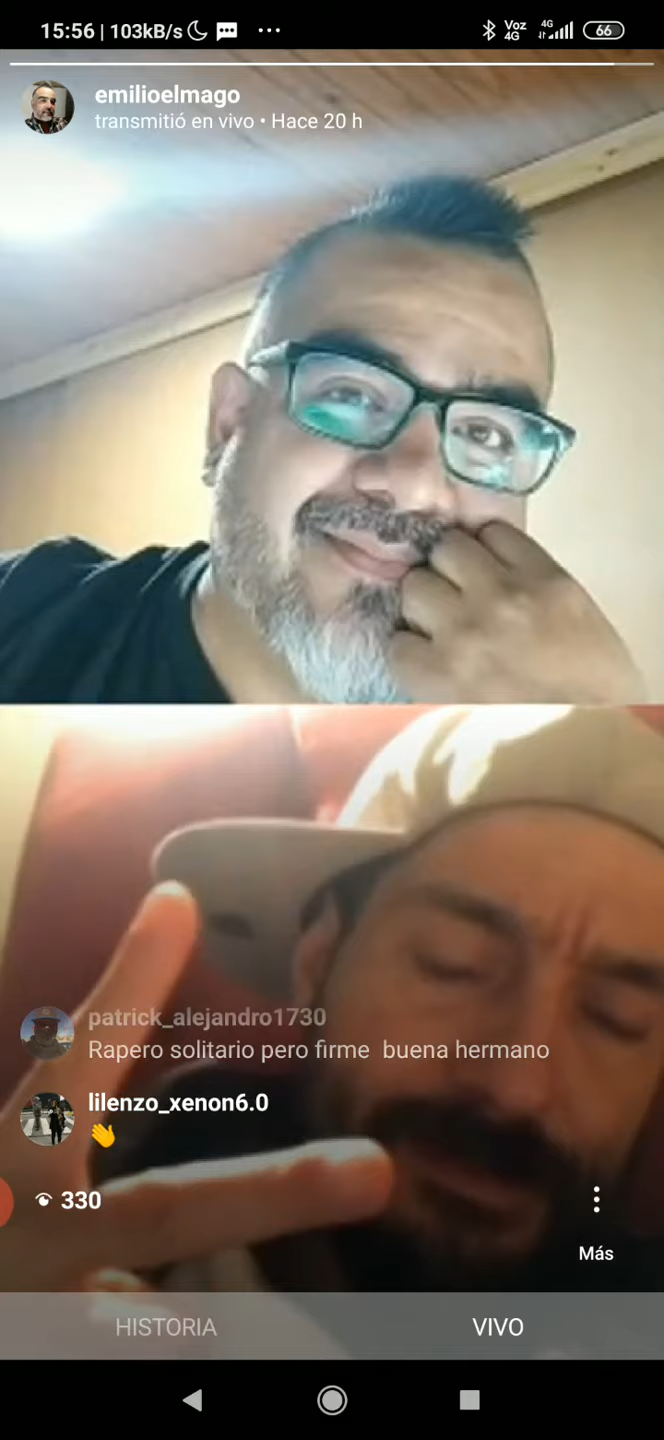 15:56 | 103kB/s
Voz 4G
4G
66
emilioelmago
transmitió en vivo • Hace 20 h
patrick_alejandro1730
Rapero solitario pero firme buena hermano
lilenzo_xenon6.0
👋
330
Más
HISTORIA
VIVO